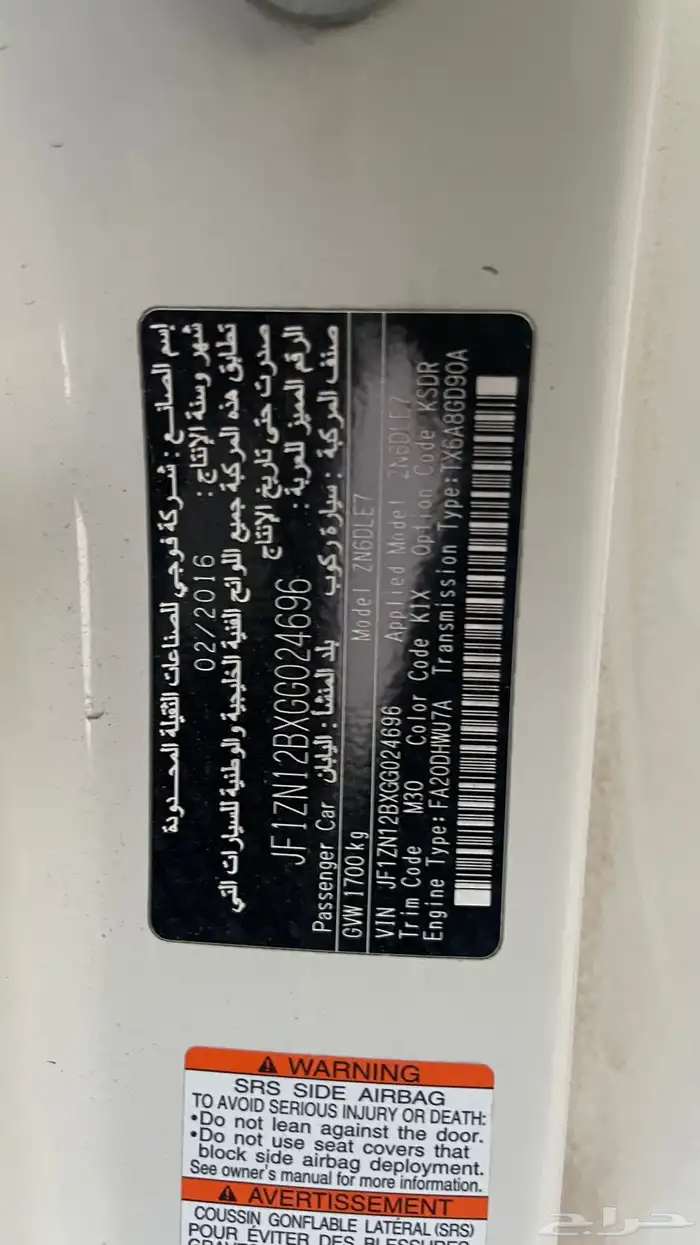 إسم الصانع : شركة فوجي للصناعات الثقيلة المحدودة
شهر وسنة الإنتاج : 02/2016
تطابق هذه المركبة جميع اللوائح الفنية الخليجية والوطنية للسيارات التي
صدرت حتى تاريخ الإنتاج
الرقم المميز للعربة : JF1ZN12BXGG024696
صنف المركبة : سيارة ركوب بلد المنشأ : اليابان Passenger Car
GVW 1700kg Model ZN6DLE7
VIN JF1ZN12BXGG024696 Applied Model ZN6DLE7
Trim Code M30 Color Code K1X Option Code KSDR
Engine Type: FA20DHWU7A Transmission Type: TX6A8GD90A
WARNING
SRS SIDE AIRBAG
TO AVOID SERIOUS INJURY OR DEATH:
•Do not lean against the door.
•Do not use seat covers that
block side airbag deployment.
See owner's manual for more information.
AVERTISSEMENT
COUSSIN GONFLABLE LATÉRAL (SRS)
POUR ÉVITER DES BLESSURES
حراج